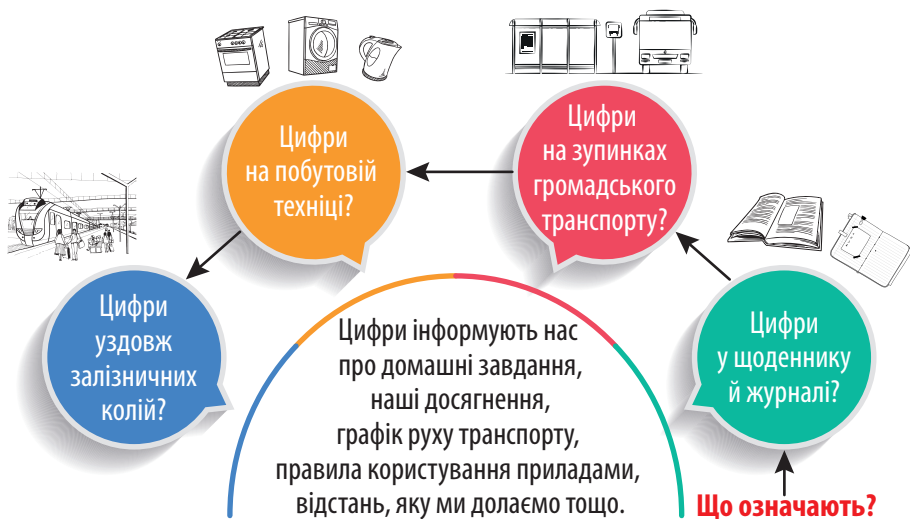 Цифри
на побутовій
техніці?
Цифри
на зупинках
громадського
транспорту?
Цифри
уздовж
залізничних
колій?
Цифри
у щоденнику
й журналі?
Цифри інформують нас
про домашні завдання,
наші досягнення,
графік руху транспорту,
правила користування приладами,
відстань, яку ми долаємо тощо.
Що означають?